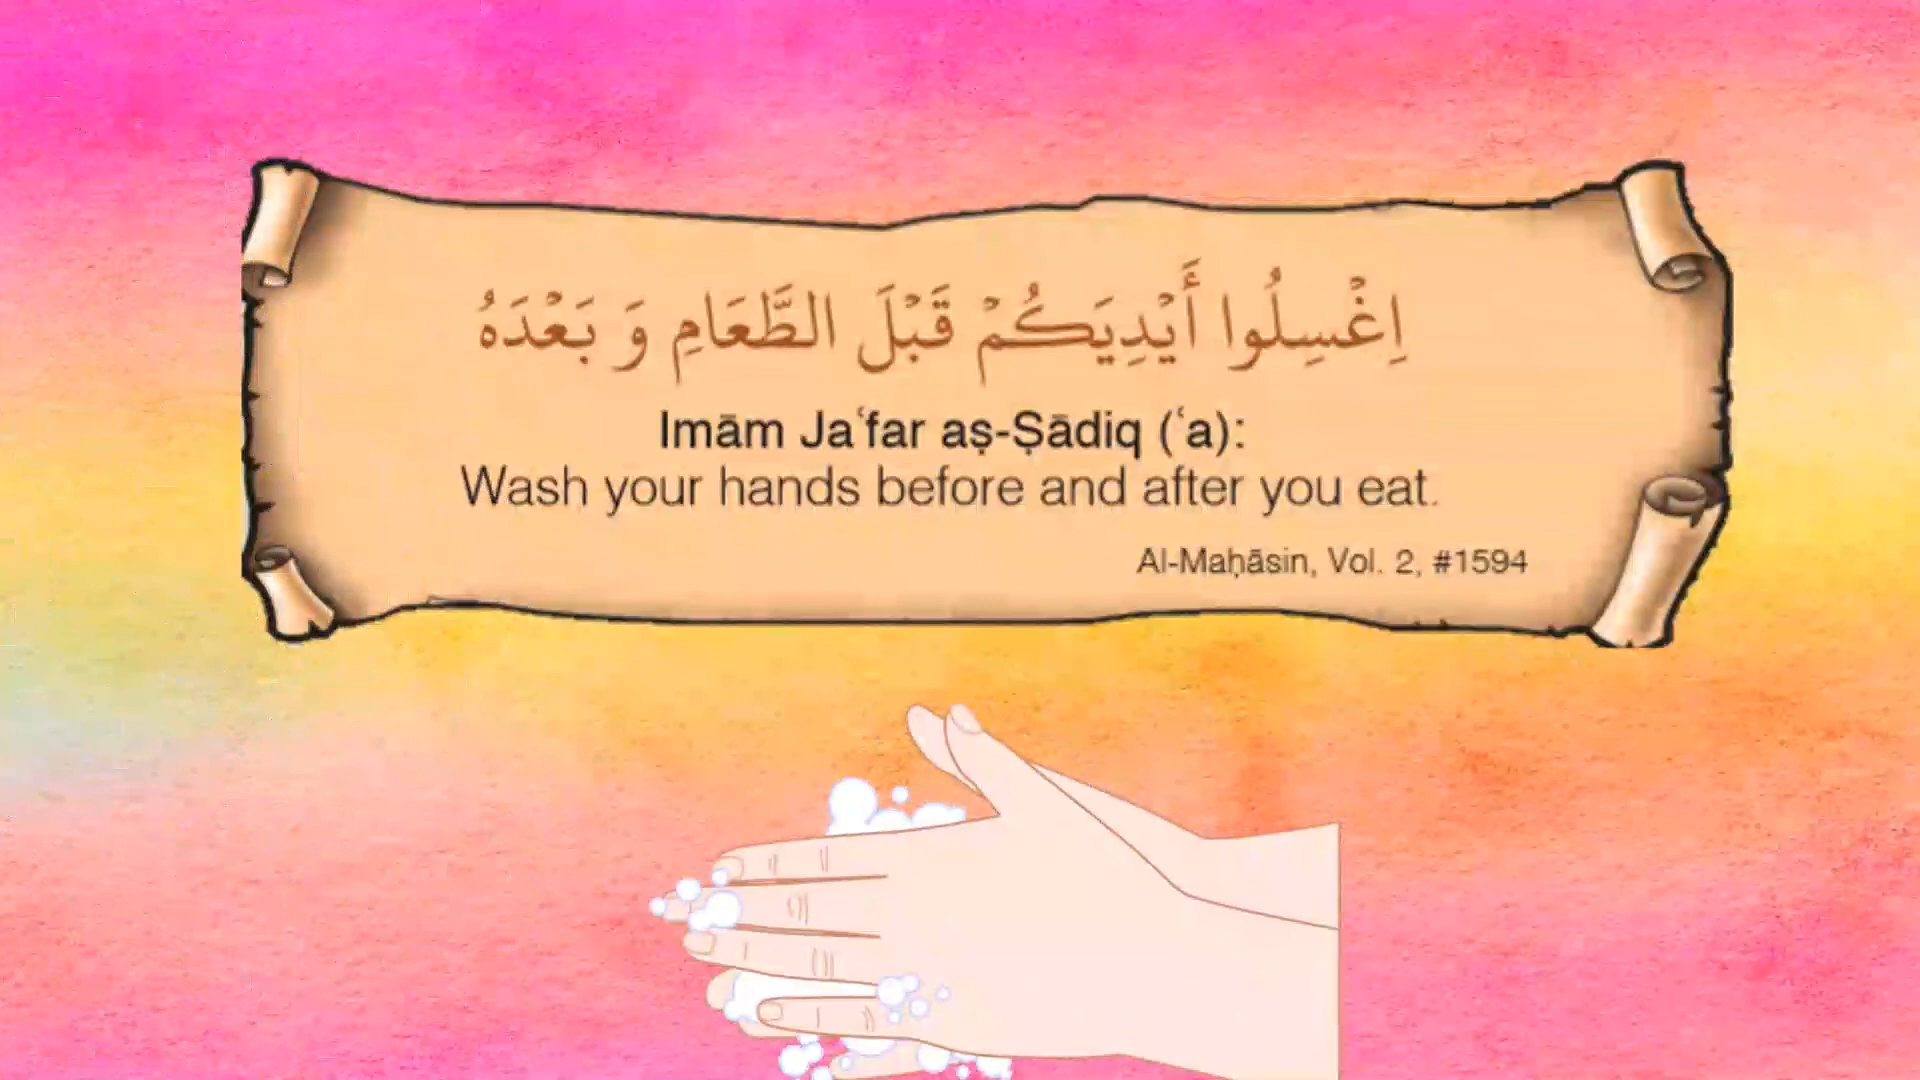 اِغْسِلُوا أَيْدِيَكُمْ قَبْلَ الطَّعَامِ وَ بَعْدَهُ
Imām Jaʿfar aṣ-Ṣādiq (ʿa):
Wash your hands before and after you eat.
Al-Maḥāsin, Vol. 2, #1594